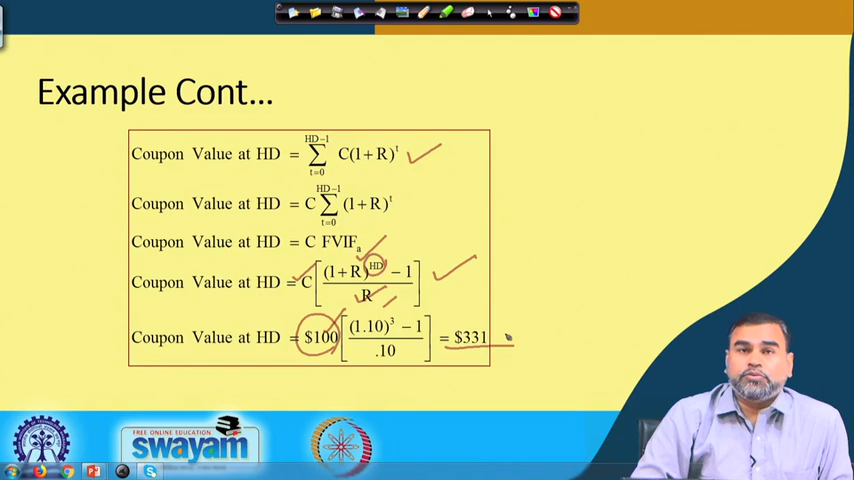 Example Cont...
Coupon Value at HD = \sum_{t=0}^{HD-1} C(1+R)^t
Coupon Value at HD = C \sum_{t=0}^{HD-1} (1+R)^t
Coupon Value at HD = C FVIF_a
Coupon Value at HD = C [ ((1+R)^{HD} - 1) / R ]
Coupon Value at HD = $100 [ ((1.10)^3 - 1) / .10 ] = $331
FREE ONLINE EDUCATION
swayam